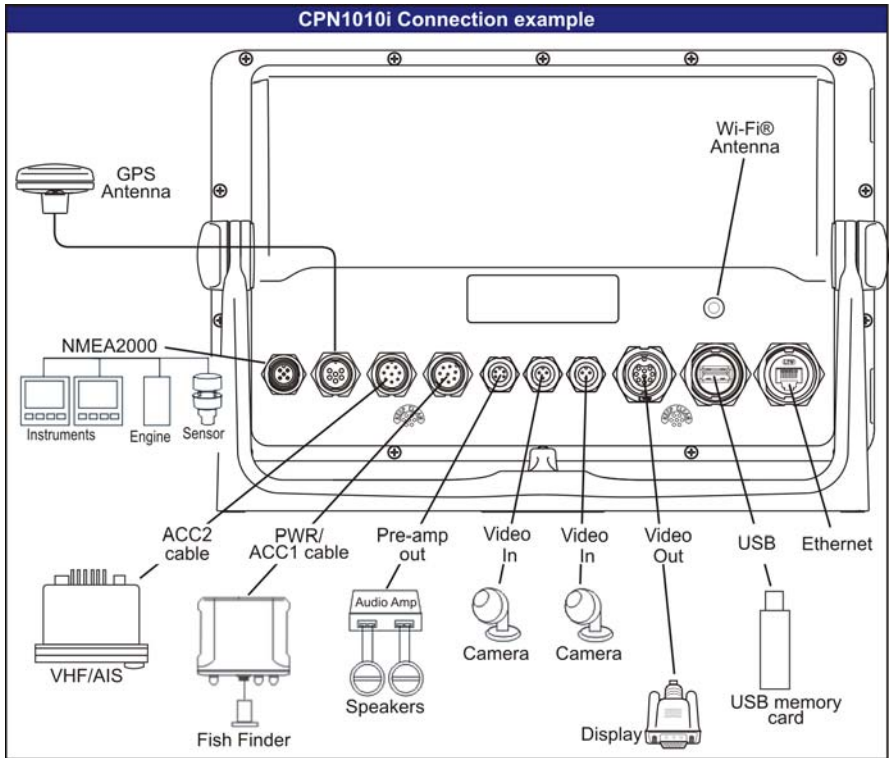 CPN1010i Connection example
Wi-Fi®
Antenna
GPS
Antenna
NMEA2000
Instruments
Engine
Sensor
ACC2
cable
PWR/
ACC1 cable
Pre-amp
out
Video
In
Video
In
Video
Out
USB
Ethernet
Audio Amp
VHF/AIS
Fish Finder
Speakers
Camera
Camera
Display
USB memory
card